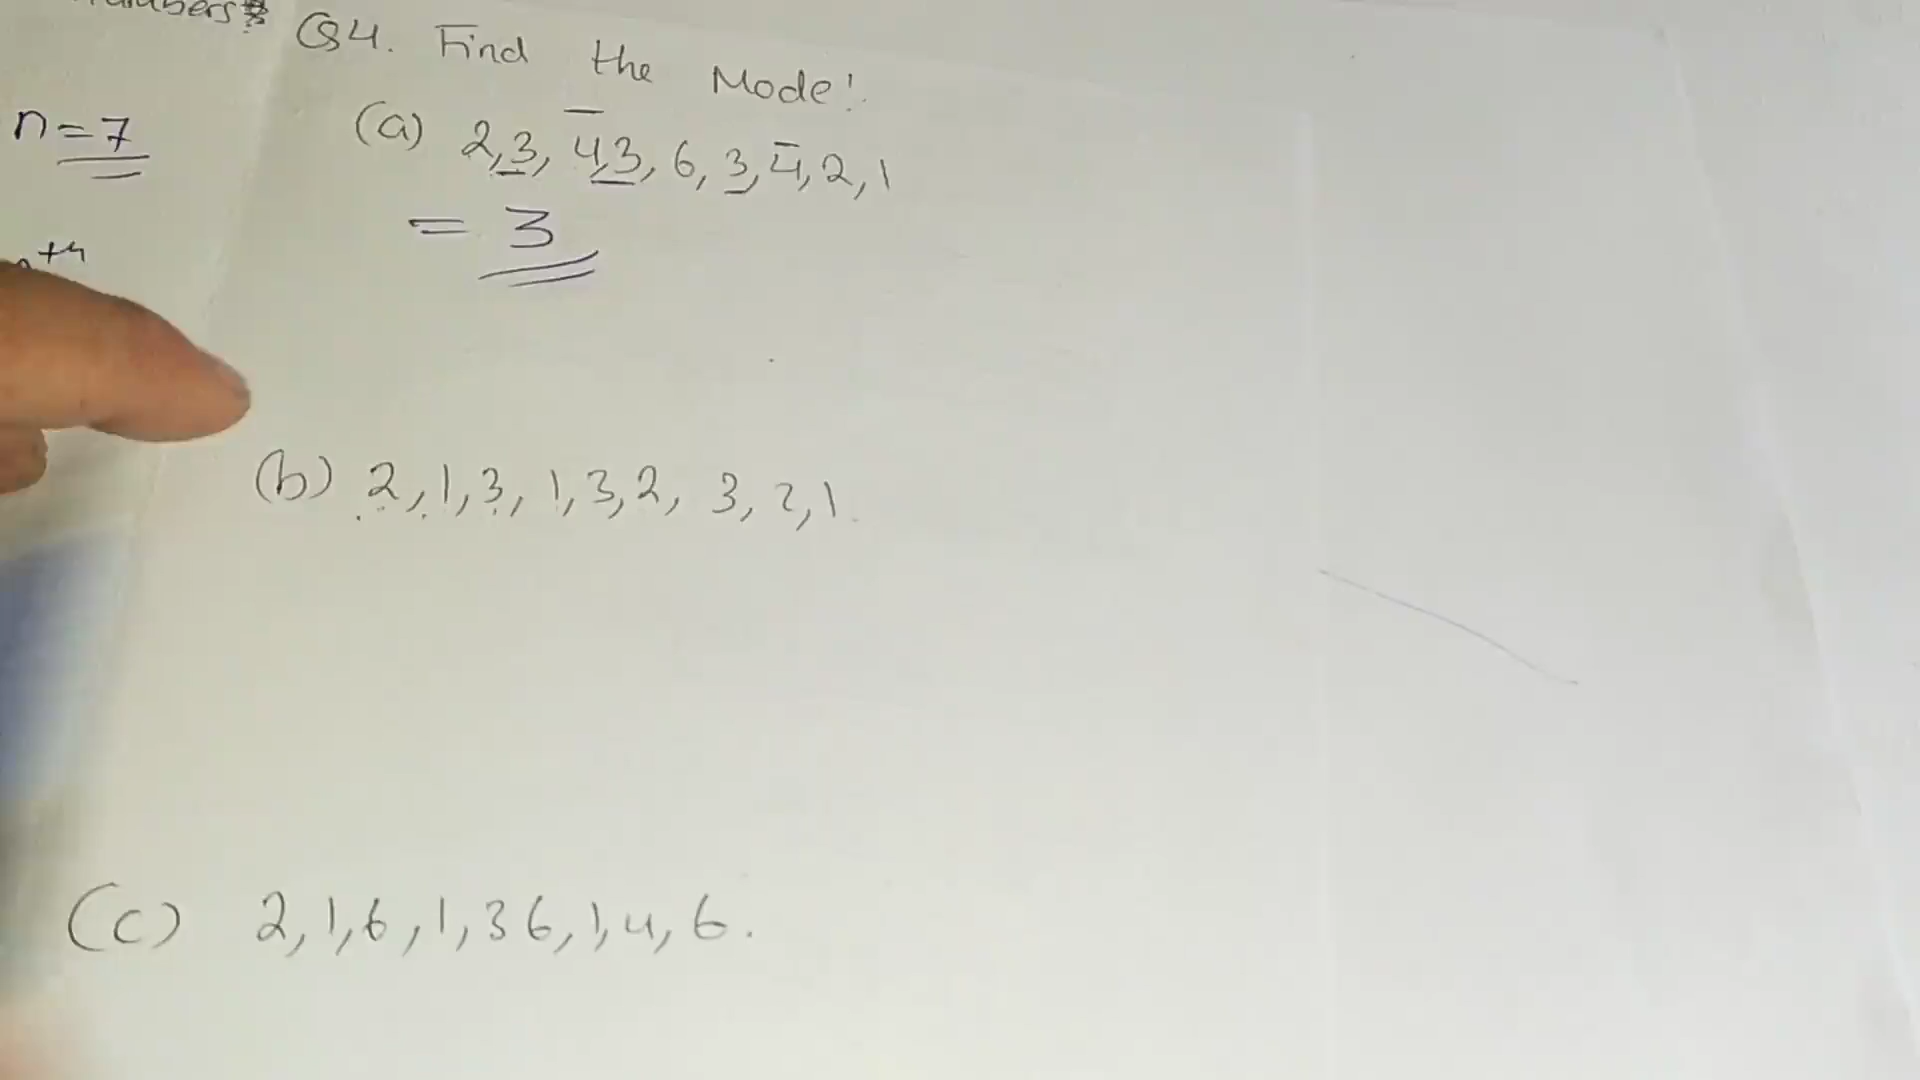 Q4. Find the Mode!
n=7
(a) 2,3, 4,3, 6, 3, 4, 2, 1
= 3
th
(b) 2, 1, 3, 1, 3, 2, 3, 2, 1.
(c) 2, 1, 6, 1, 3 6, 1, 4, 6.